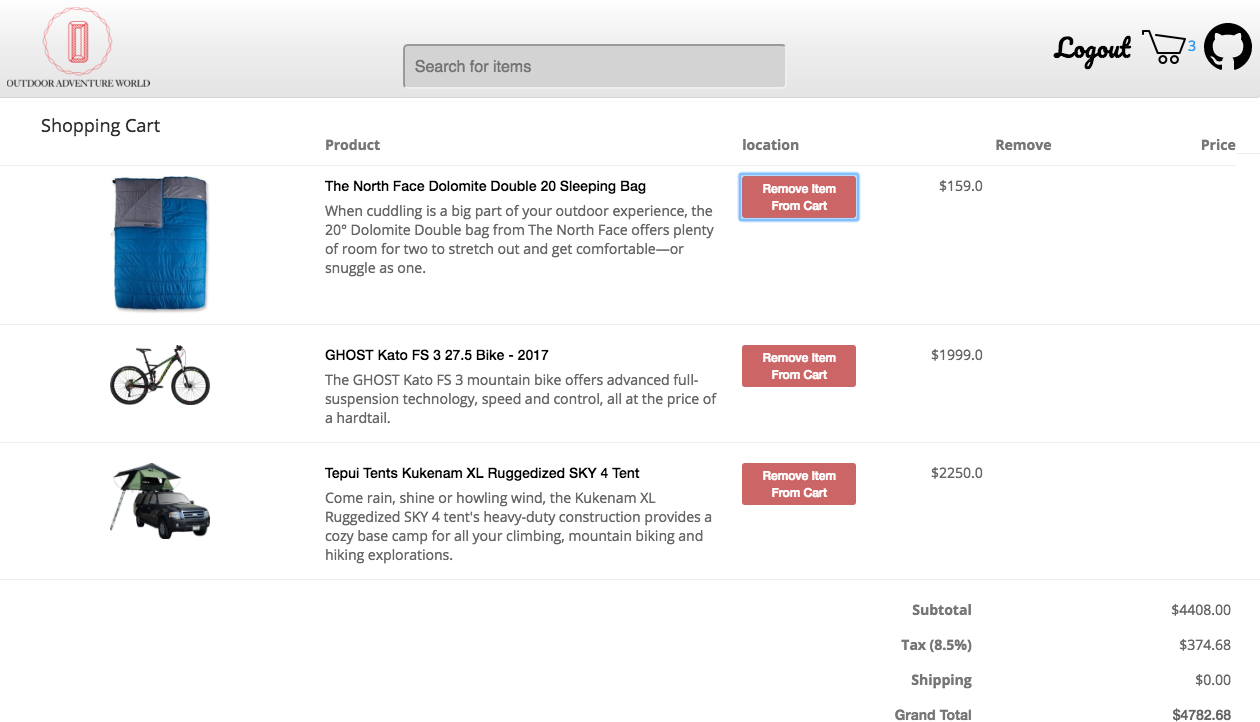 OUTDOOR ADVENTURE WORLD
Search for items
Logout
3
Shopping Cart
Product
location
Remove
Price
The North Face Dolomite Double 20 Sleeping Bag
When cuddling is a big part of your outdoor experience, the
20° Dolomite Double bag from The North Face offers plenty
of room for two to stretch out and get comfortable—or
snuggle as one.
Remove Item
From Cart
$159.0
GHOST Kato FS 3 27.5 Bike - 2017
The GHOST Kato FS 3 mountain bike offers advanced full-
suspension technology, speed and control, all at the price of
a hardtail.
Remove Item
From Cart
$1999.0
Tepui Tents Kukenam XL Ruggedized SKY 4 Tent
Come rain, shine or howling wind, the Kukenam XL
Ruggedized SKY 4 tent's heavy-duty construction provides a
cozy base camp for all your climbing, mountain biking and
hiking explorations.
Remove Item
From Cart
$2250.0
Subtotal
$4408.00
Tax (8.5%)
$374.68
Shipping
$0.00
Grand Total
$4782.68